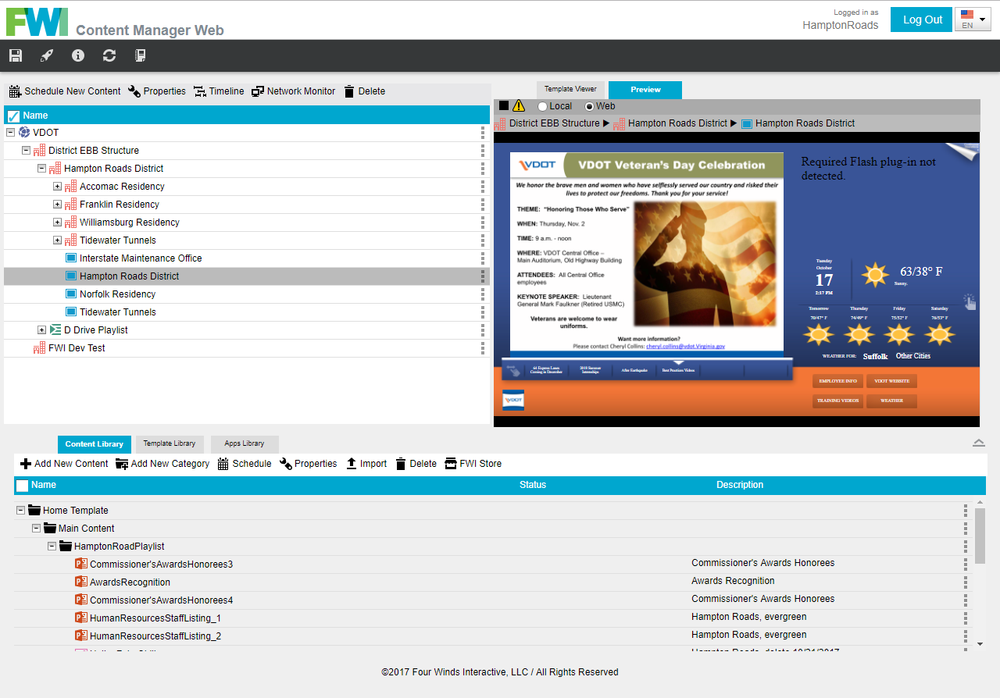 FWI Content Manager Web
Logged in as
HamptonRoads
Log Out
EN
Schedule New Content Properties Timeline Network Monitor Delete
Name
VDOT
District EBB Structure
Hampton Roads District
Accomac Residency
Franklin Residency
Williamsburg Residency
Tidewater Tunnels
Interstate Maintenance Office
Hampton Roads District
Norfolk Residency
Tidewater Tunnels
D Drive Playlist
FWI Dev Test
Template Viewer Preview
Local Web
District EBB Structure Hampton Roads District Hampton Roads District
VDOT VDOT Veteran's Day Celebration
We honor the brave men and women who have selflessly served our country and risked their
lives to protect our freedoms. Thank you for your service!
THEME: "Honoring Those Who Serve"
WHEN: Thursday, Nov. 2
TIME: 9 a.m. - noon
WHERE: VDOT Central Office –
Main Auditorium, Old Highway Building
ATTENDEES: All Central Office
employees
KEYNOTE SPEAKER: Lieutenant
General Mark Faulkner (Retired USMC)
Veterans are welcome to wear
uniforms.
Want more information?
Please contact Cheryl Collins: cheryl.collins@vdot.Virginia.gov
Required Flash plug-in not
detected.
Tuesday
October
17
2:17 PM
63/38° F
Sunny.
Tomorrow Thursday Friday Saturday
70/47° F 74/49° F 75/52° F 76/53° F
WEATHER FOR: Suffolk Other Cities
64 Express Lanes
Coming in December
2018 Summer
Internships
After Earthquake
Best Practices Videos
VDOT
EMPLOYEE INFO VDOT WEBSITE
TRAINING VIDEOS WEATHER
Content Library Template Library Apps Library
Add New Content Add New Category Schedule Properties Import Delete FWI Store
Name Status Description
Home Template
Main Content
HamptonRoadPlaylist
Commissioner'sAwardsHonorees3 Commissioner's Awards Honorees
AwardsRecognition Awards Recognition
Commissioner'sAwardsHonorees4 Commissioner's Awards Honorees
HumanResourcesStaffListing_1 Hampton Roads, evergreen
HumanResourcesStaffListing_2 Hampton Roads, evergreen
Hampton Roads, delete 10/31/2017
©2017 Four Winds Interactive, LLC / All Rights Reserved